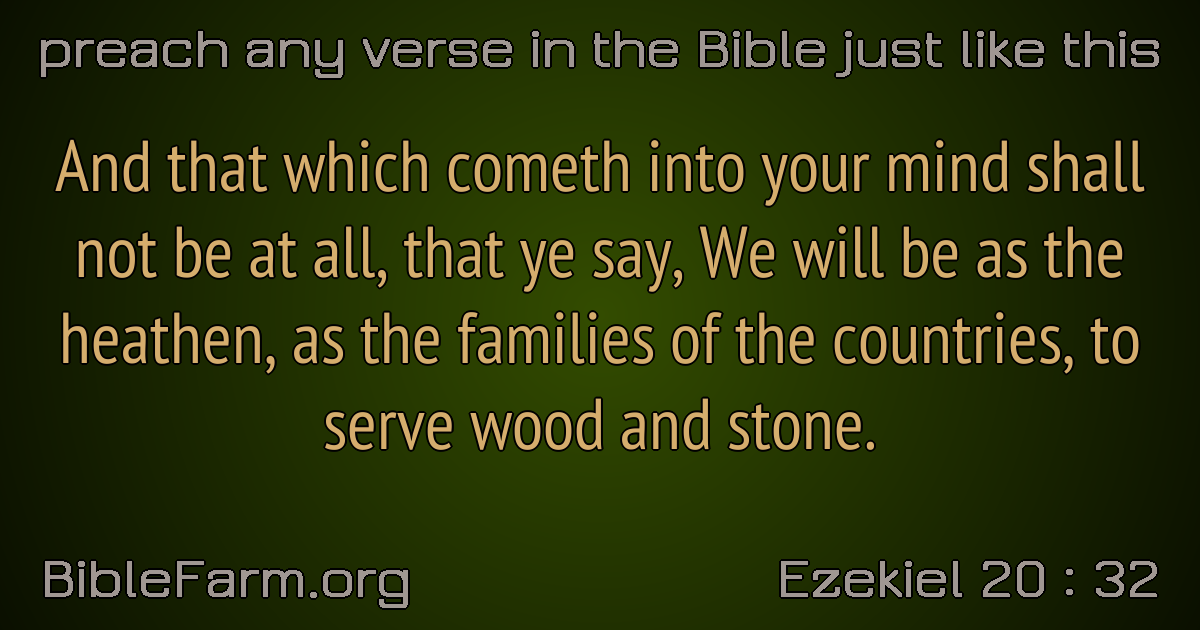 preach any verse in the Bible just like this
And that which cometh into your mind shall
not be at all, that ye say, We will be as the
heathen, as the families of the countries, to
serve wood and stone.
BibleFarm.org
Ezekiel 20 : 32